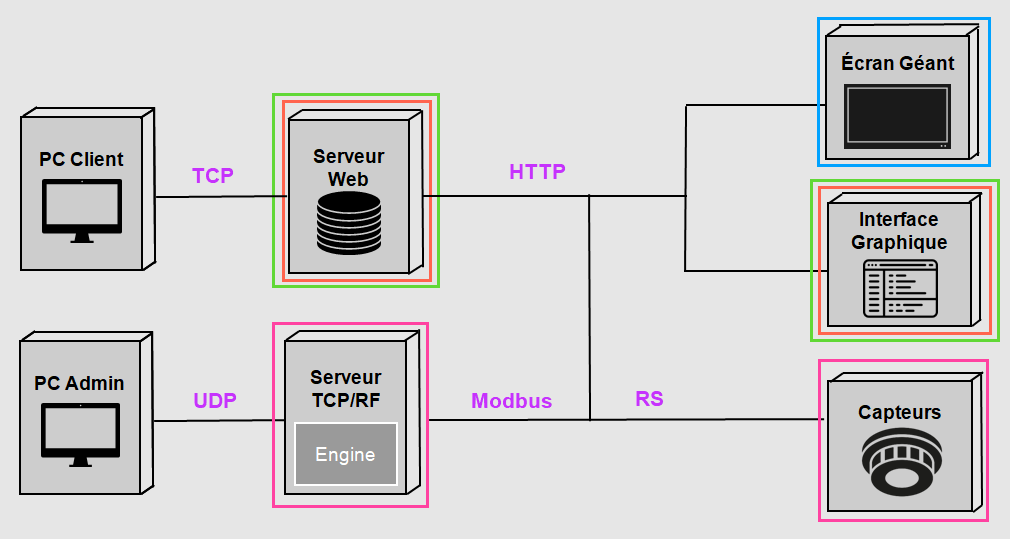 PC Client
TCP
Serveur
Web
HTTP
Écran Géant
Interface
Graphique
PC Admin
UDP
Serveur
TCP/RF
Engine
Modbus
RS
Capteurs